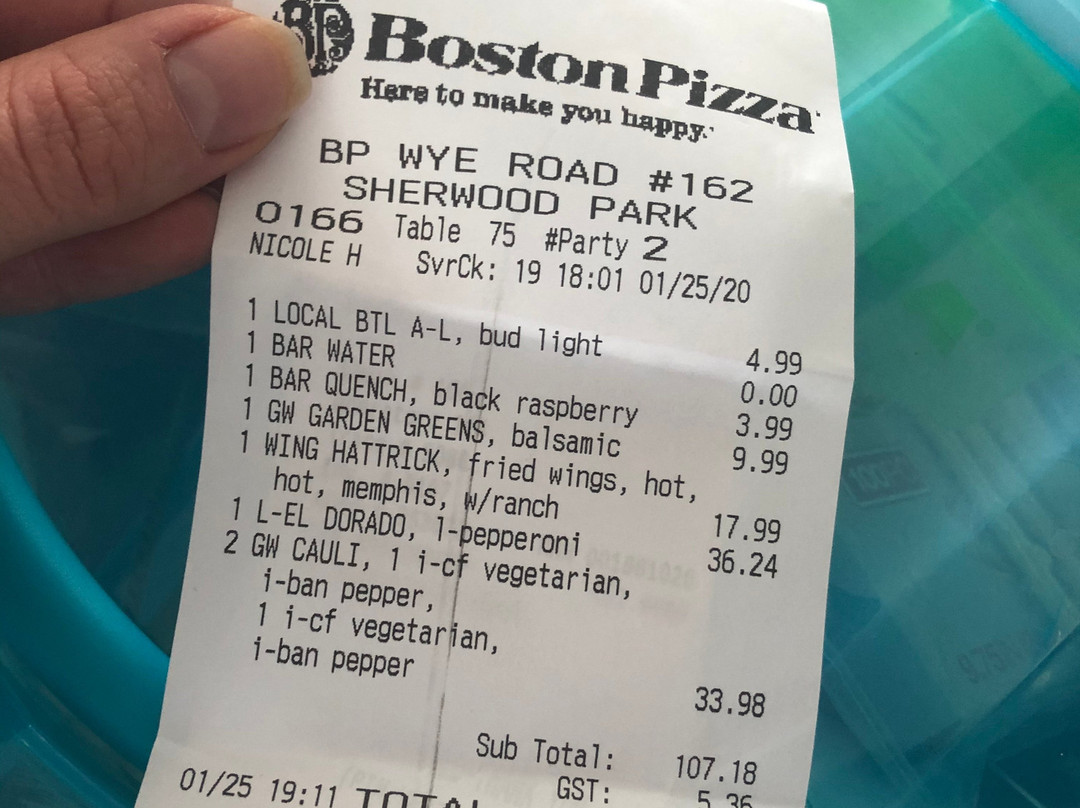 BP Boston Pizza
Here to make you happy.
BP WYE ROAD #162
SHERWOOD PARK
0166 Table 75 #Party 2
NICOLE H SvrCk: 19 18:01 01/25/20
1 LOCAL BTL A-L, bud light 4.99
1 BAR WATER 0.00
1 BAR QUENCH, black raspberry 3.99
1 GW GARDEN GREENS, balsamic 9.99
1 WING HATTRICK, fried wings, hot,
hot, memphis, w/ranch 17.99
1 L-EL DORADO, l-pepperoni 36.24
2 GW CAULI, 1 i-cf vegetarian,
i-ban pepper,
1 i-cf vegetarian,
i-ban pepper
33.98
Sub Total: 107.18
GST: 5.36
01/25 19:11 TOTAL